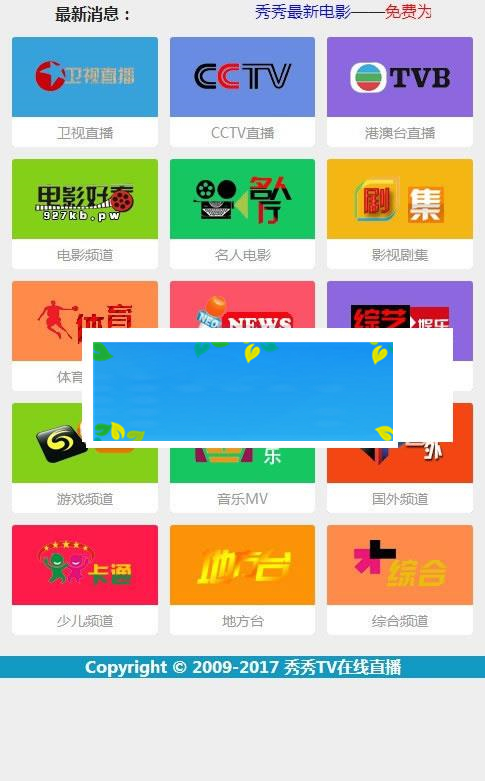 最新消息：
秀秀最新电影——免费为
卫视直播
CCTV
TVB
卫视直播
CCTV直播
港澳台直播
电影好看
927kb.pw
名人
厅
剧集
电影频道
名人电影
影视剧集
体育
NEWS
综艺娱乐
体育
乐
游戏频道
音乐MV
国外频道
卡通
地方台
综合
少儿频道
地方台
综合频道
Copyright © 2009-2017 秀秀TV在线直播